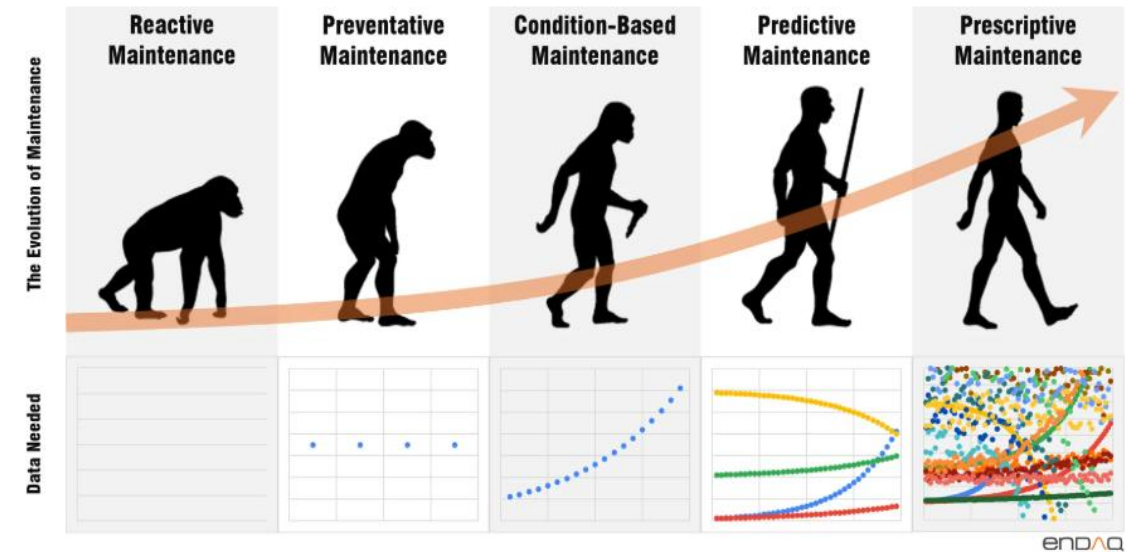 Reactive
Maintenance
Preventative
Maintenance
Condition-Based
Maintenance
Predictive
Maintenance
Prescriptive
Maintenance
The Evolution of Maintenance
Data Needed
enDAQ